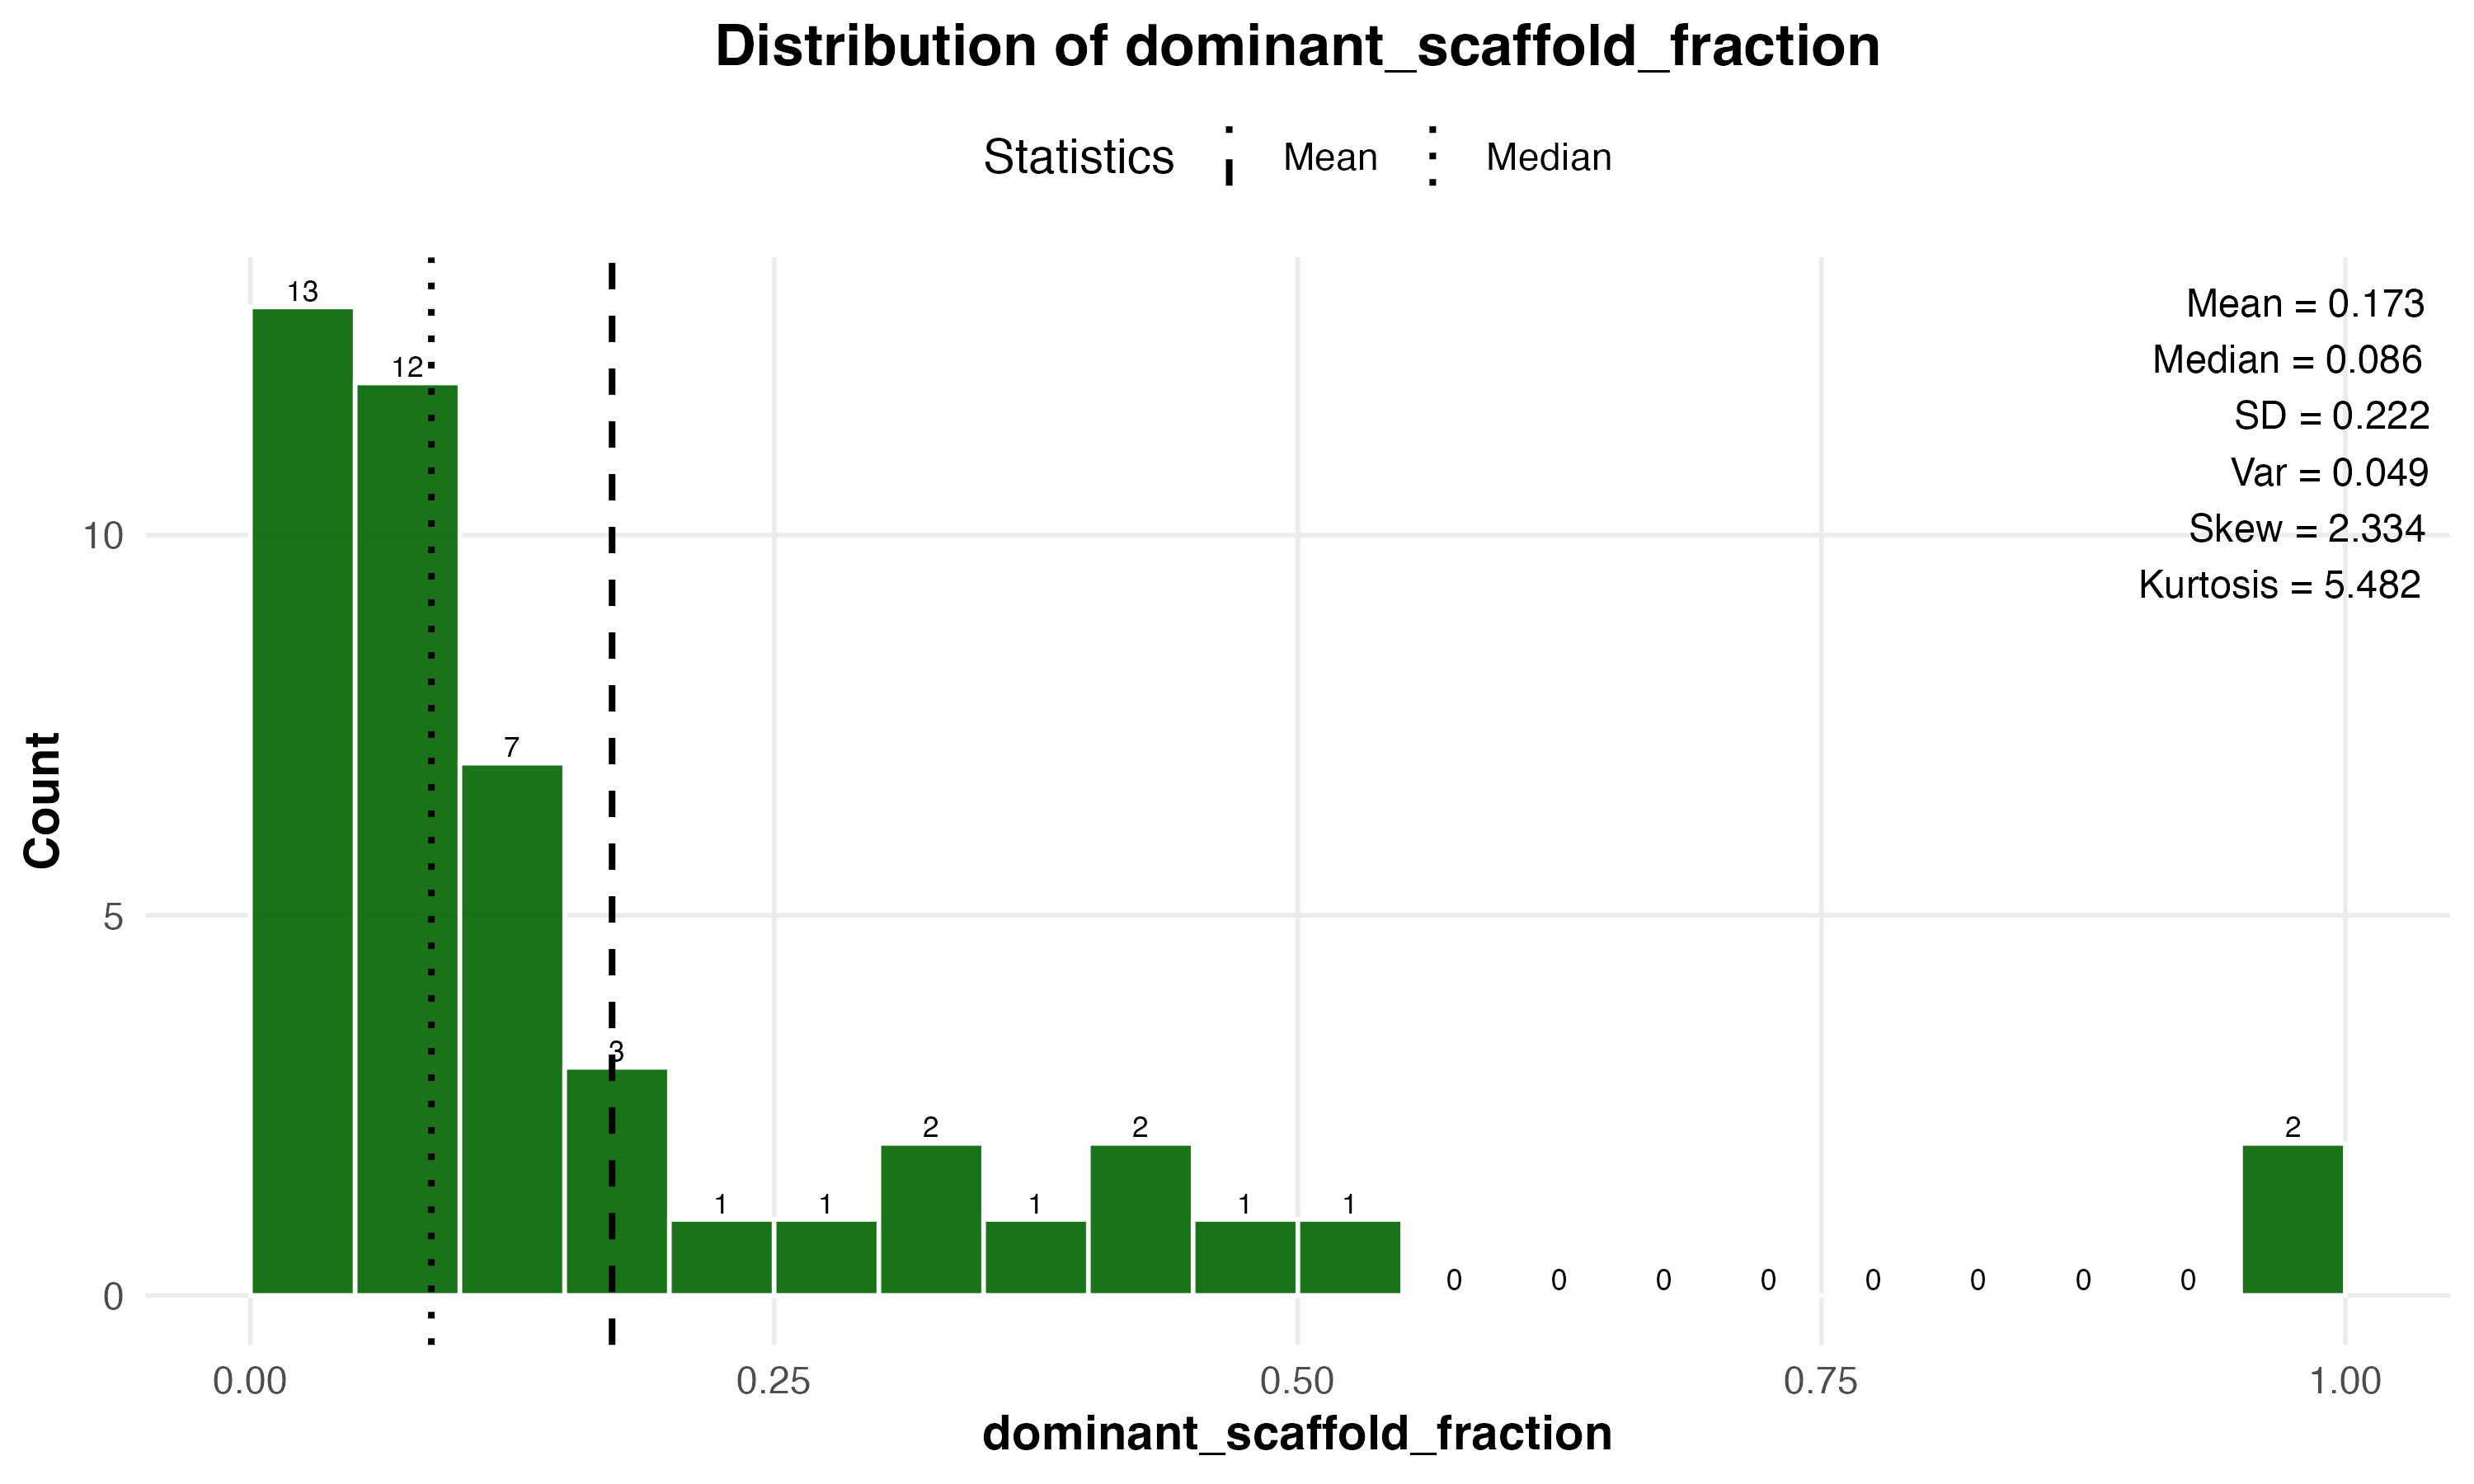 Distribution of dominant_scaffold_fraction
Statistics Mean Median
13
12
7
3
1
1
2
1
2
1
1
0
0
0
0
0
0
0
0
2
Mean = 0.173
Median = 0.086
SD = 0.222
Var = 0.049
Skew = 2.334
Kurtosis = 5.482
Count
10
5
0
0.00 0.25 0.50 0.75 1.00
dominant_scaffold_fraction